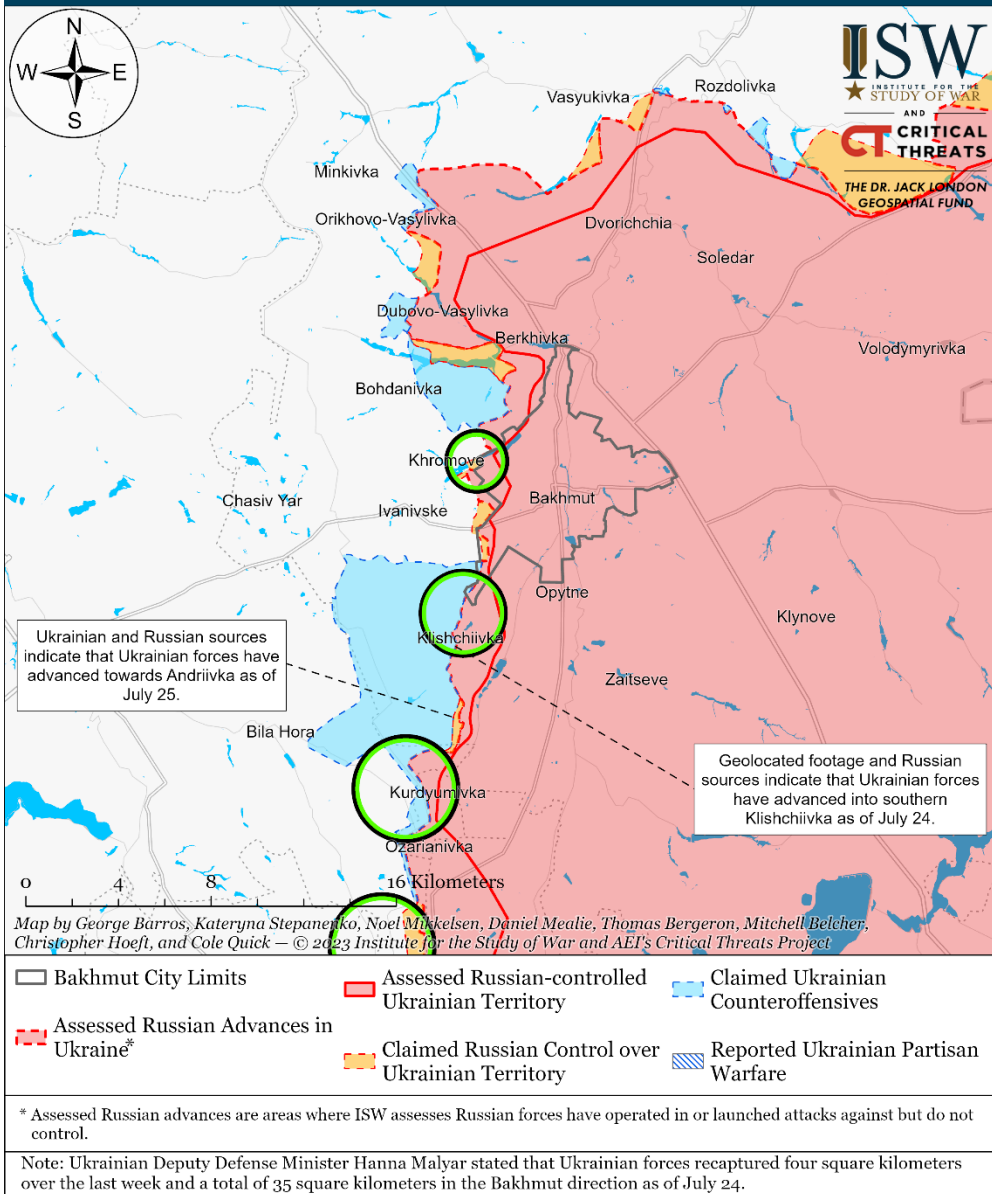 N
W
E
S
ISW
INSTITUTE FOR THE
STUDY OF WAR
AND
CT CRITICAL
THREATS
THE DR. JACK LONDON
GEOSPATIAL FUND
Vasyukivka
Rozdolivka
Minkivka
Orikhovo-Vasylivka
Dvorichchia
Soledar
Dubovo-Vasylivka
Berkhivka
Volodymyrivka
Bohdanivka
Khromove
Chasiv Yar
Ivanivske
Bakhmut
Opytne
Klynove
Klishchiivka
Zaitseve
Ukrainian and Russian sources
indicate that Ukrainian forces have
advanced towards Andriivka as of
July 25.
Bila Hora
Kurdyumivka
Geolocated footage and Russian
sources indicate that Ukrainian forces
have advanced into southern
Klishchiivka as of July 24.
Ozarianivka
0 4 8 16 Kilometers
Map by George Barros, Kateryna Stepanenko, Noel Mikkelsen, Daniel Mealie, Thomas Bergeron, Mitchell Belcher,
Christopher Hoeft, and Cole Quick — © 2023 Institute for the Study of War and AEI's Critical Threats Project
Bakhmut City Limits
Assessed Russian Advances in
Ukraine*
Assessed Russian-controlled
Ukrainian Territory
Claimed Russian Control over
Ukrainian Territory
Claimed Ukrainian
Counteroffensives
Reported Ukrainian Partisan
Warfare
* Assessed Russian advances are areas where ISW assesses Russian forces have operated in or launched attacks against but do not
control.
Note: Ukrainian Deputy Defense Minister Hanna Malyar stated that Ukrainian forces recaptured four square kilometers
over the last week and a total of 35 square kilometers in the Bakhmut direction as of July 24.